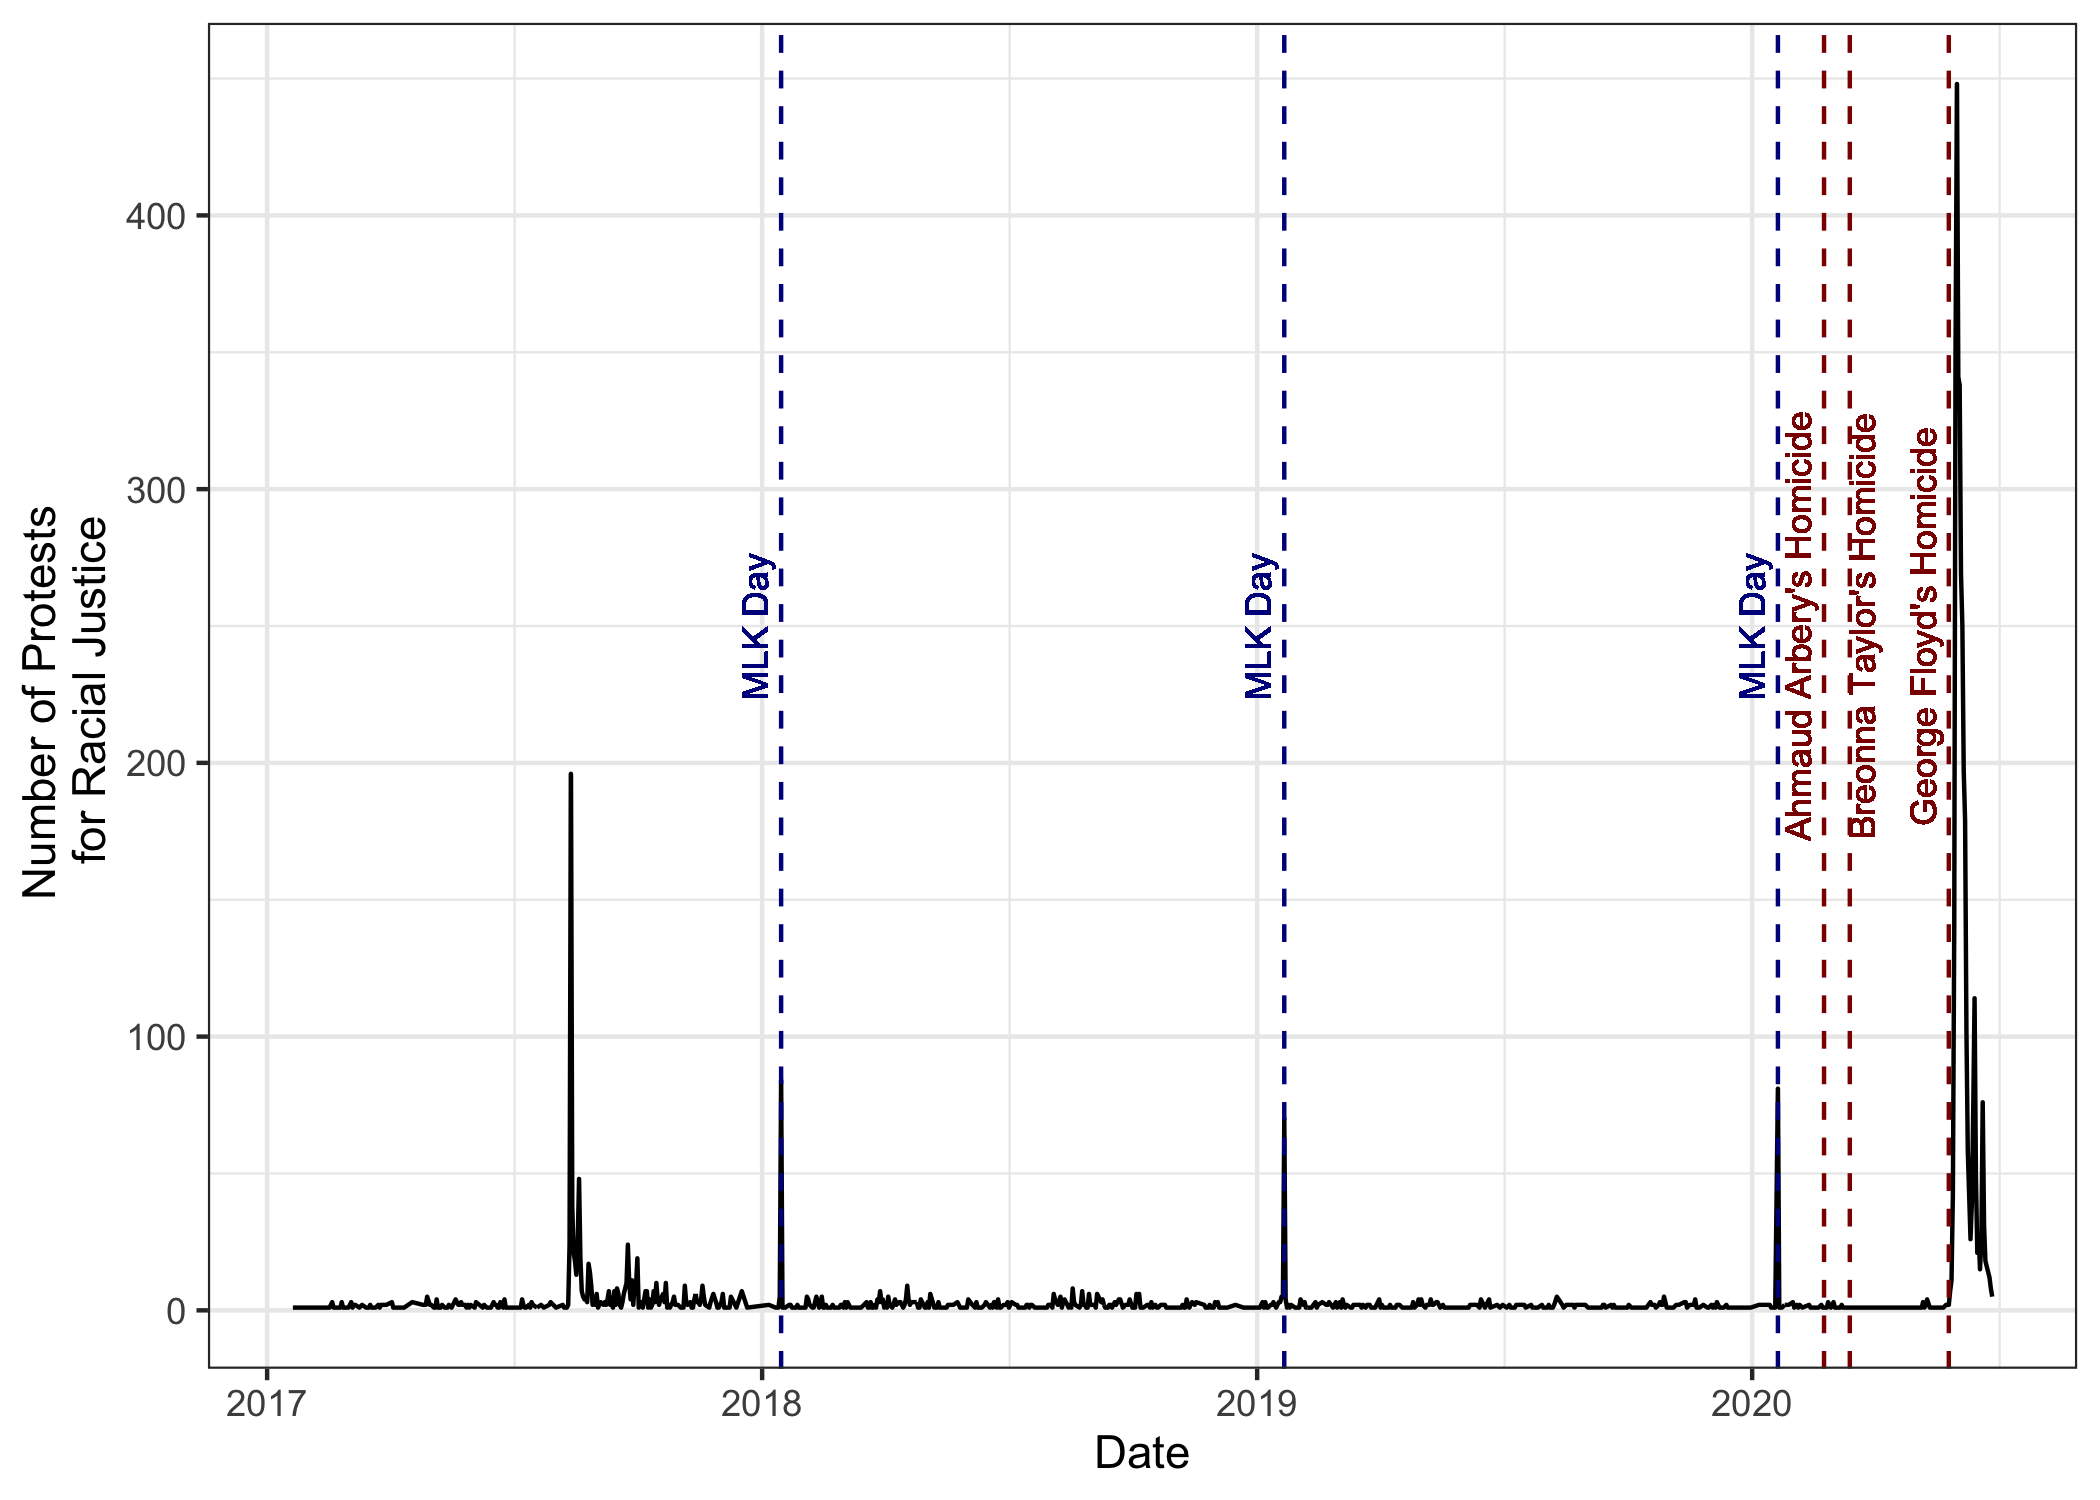 Number of Protests
for Racial Justice
400
300
200
100
0
MLK Day
MLK Day
MLK Day
Ahmaud Arbery's Homicide
Breonna Taylor's Homicide
George Floyd's Homicide
2017
2018
2019
2020
Date